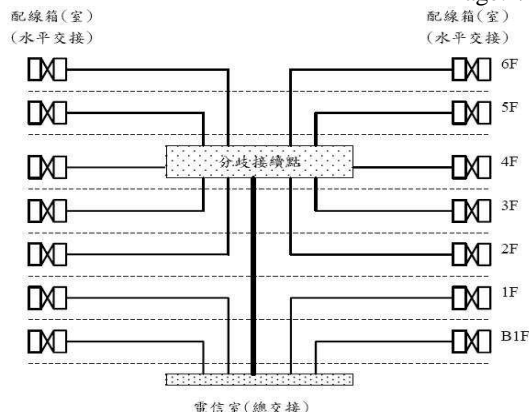 配線箱(室)
(水平交接)
配線箱(室)
(水平交接)
6F
5F
分歧接續點
4F
3F
2F
1F
B1F
電信室(總交接)